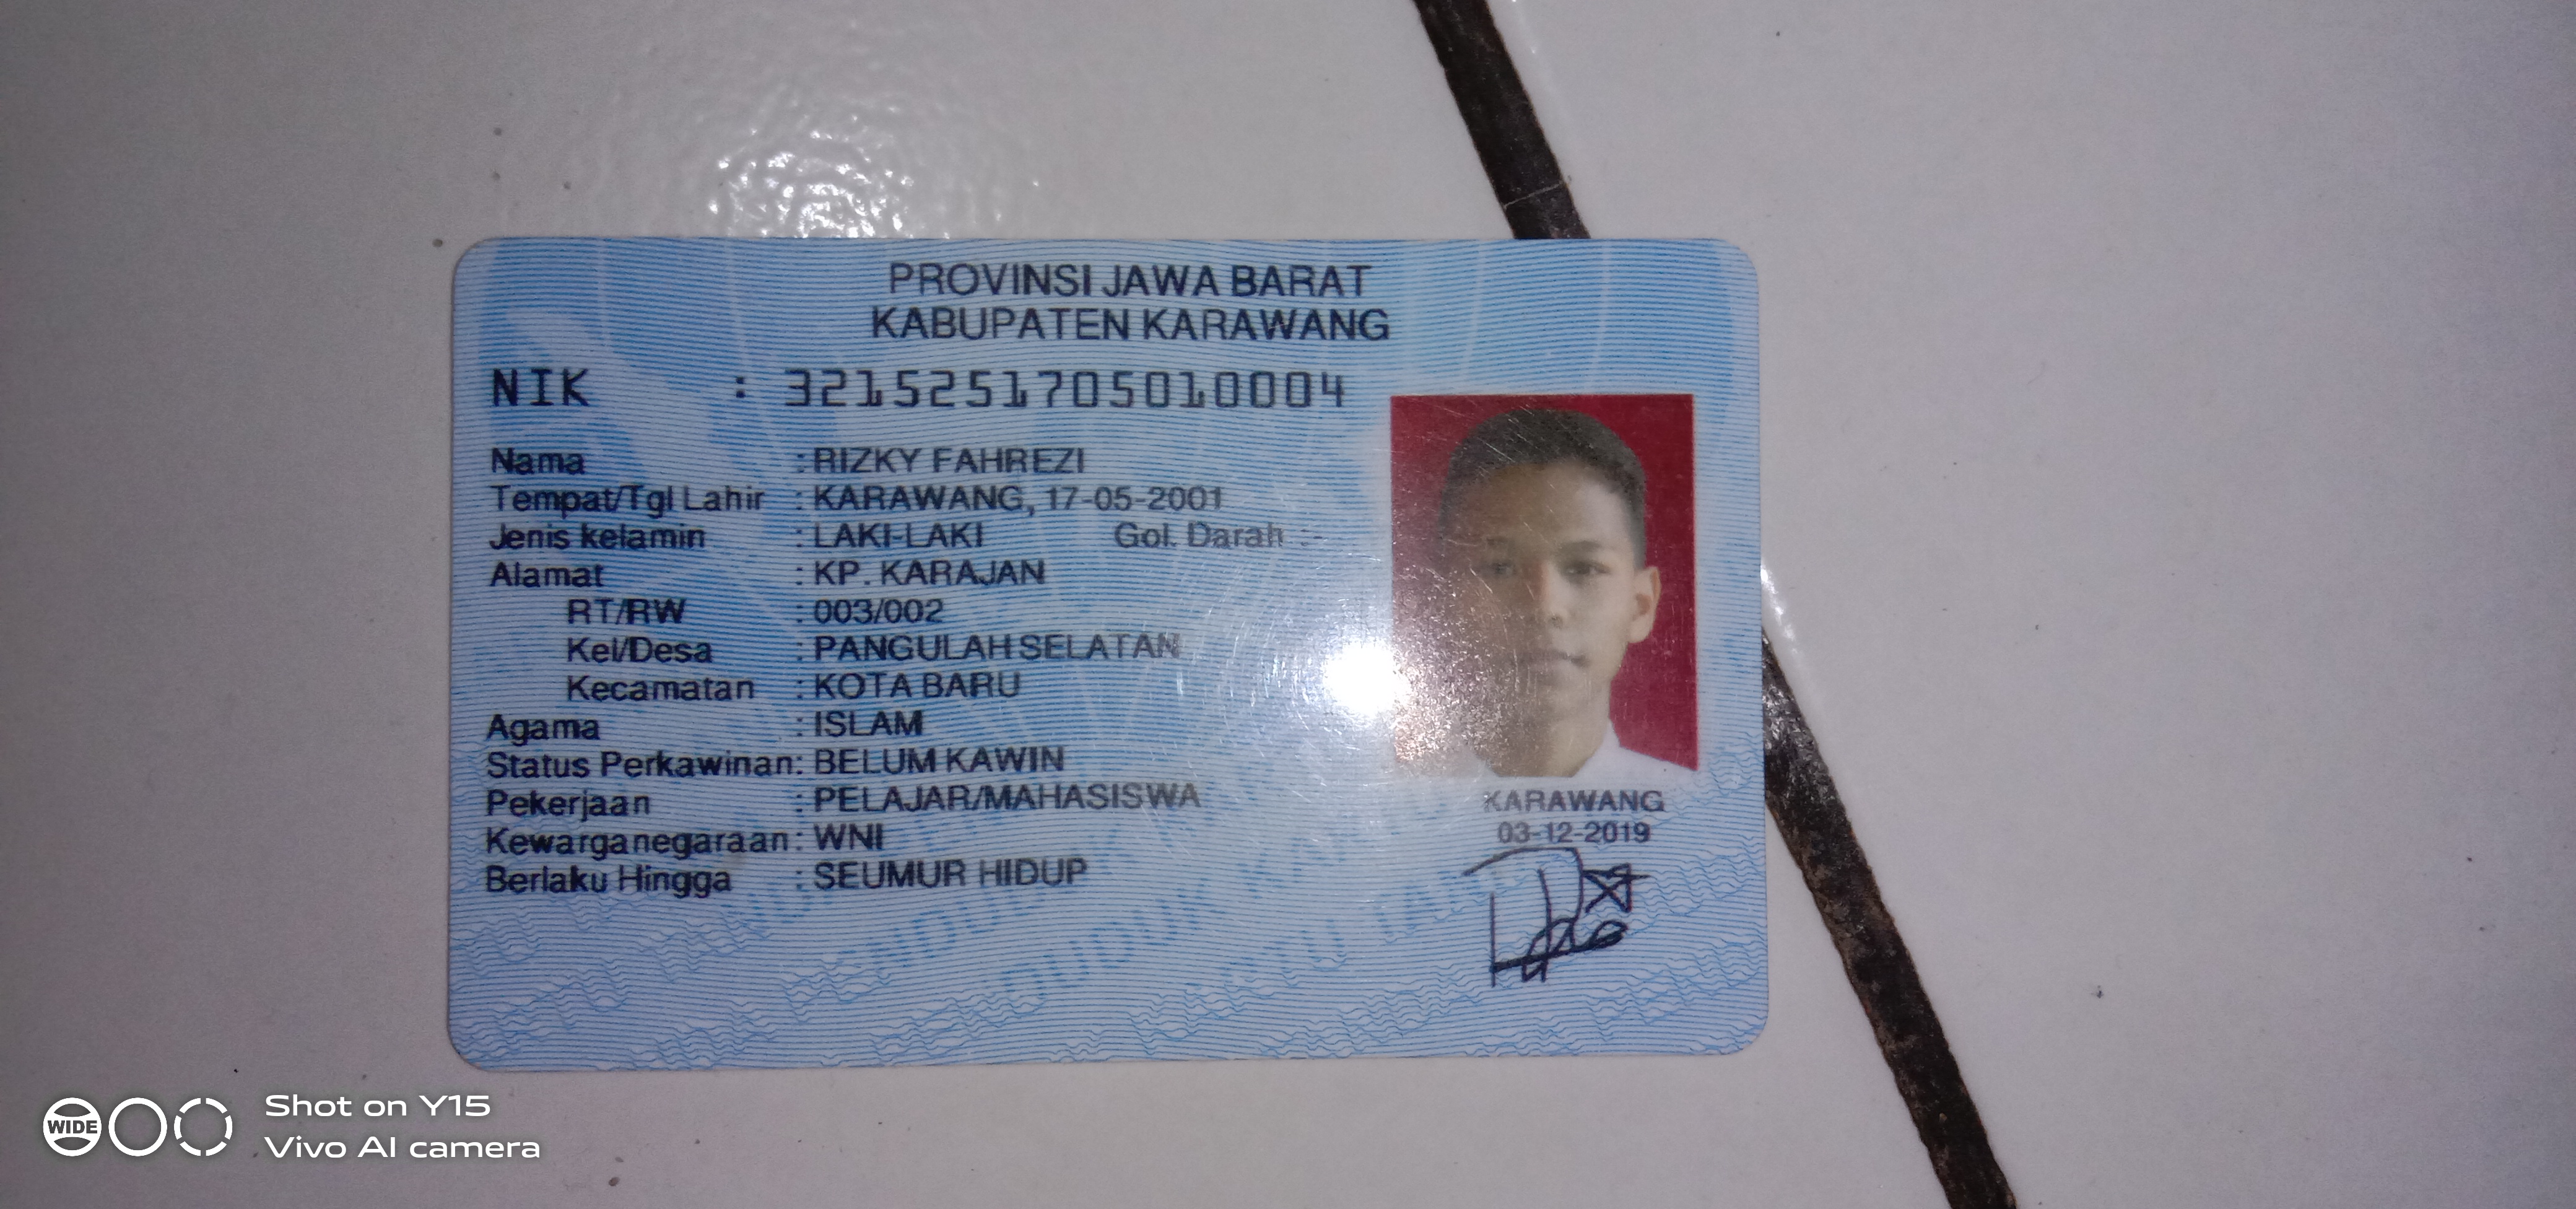 PROVINSI JAWA BARAT
KABUPATEN KARAWANG
NIK : 3215251705010004
Nama : RIZKY FAHREZI
Tempat/Tgl Lahir : KARAWANG, 17-05-2001
Jenis kelamin : LAKI-LAKI Gol. Darah : -
Alamat : KP. KARAJAN
RT/RW : 003/002
Kel/Desa : PANGULAH SELATAN
Kecamatan : KOTA BARU
Agama : ISLAM
Status Perkawinan : BELUM KAWIN
Pekerjaan : PELAJAR/MAHASISWA
Kewarganegaraan : WNI
Berlaku Hingga : SEUMUR HIDUP
KARAWANG
03-12-2019
WIDE
Shot on Y15
Vivo AI camera